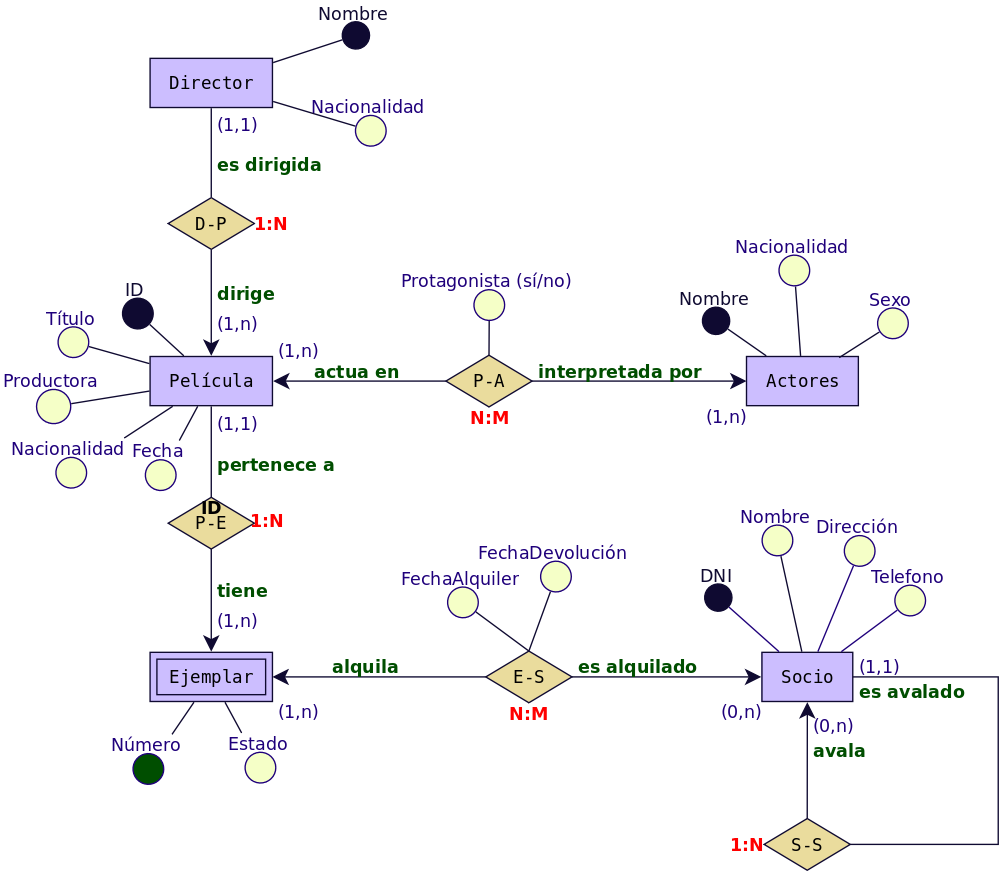 Nombre
Director
Nacionalidad
(1,1)
es dirigida
D-P
1:N
dirige
(1,n)
ID
Título
Productora
Nacionalidad
Fecha
Película
(1,n)
actua en
Protagonista (sí/no)
P-A
N:M
interpretada por
(1,n)
Nombre
Nacionalidad
Sexo
Actores
(1,1)
pertenece a
ID
P-E
1:N
tiene
(1,n)
Ejemplar
Número
Estado
(1,n)
alquila
FechaAlquiler
FechaDevolución
E-S
N:M
es alquilado
(0,n)
DNI
Nombre
Dirección
Telefono
Socio
(1,1)
es avalado
(0,n)
avala
1:N
S-S